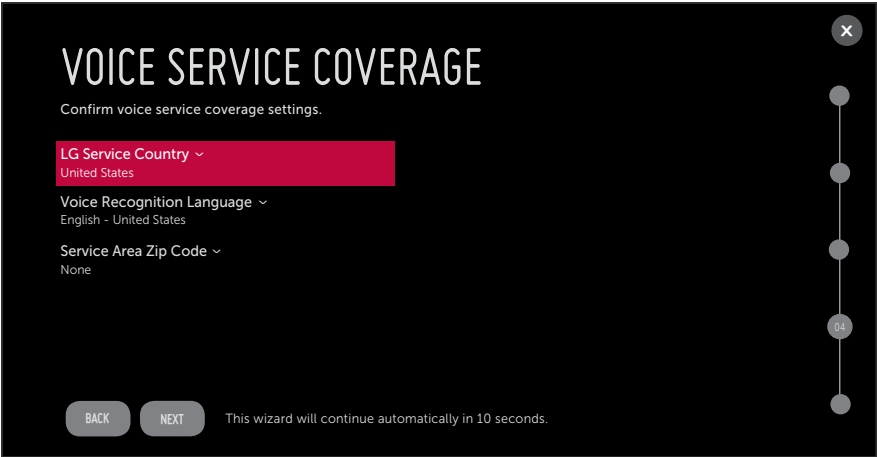 VOICE SERVICE COVERAGE
Confirm voice service coverage settings.
LG Service Country
United States
Voice Recognition Language
English - United States
Service Area Zip Code
None
04
BACK NEXT This wizard will continue automatically in 10 seconds.